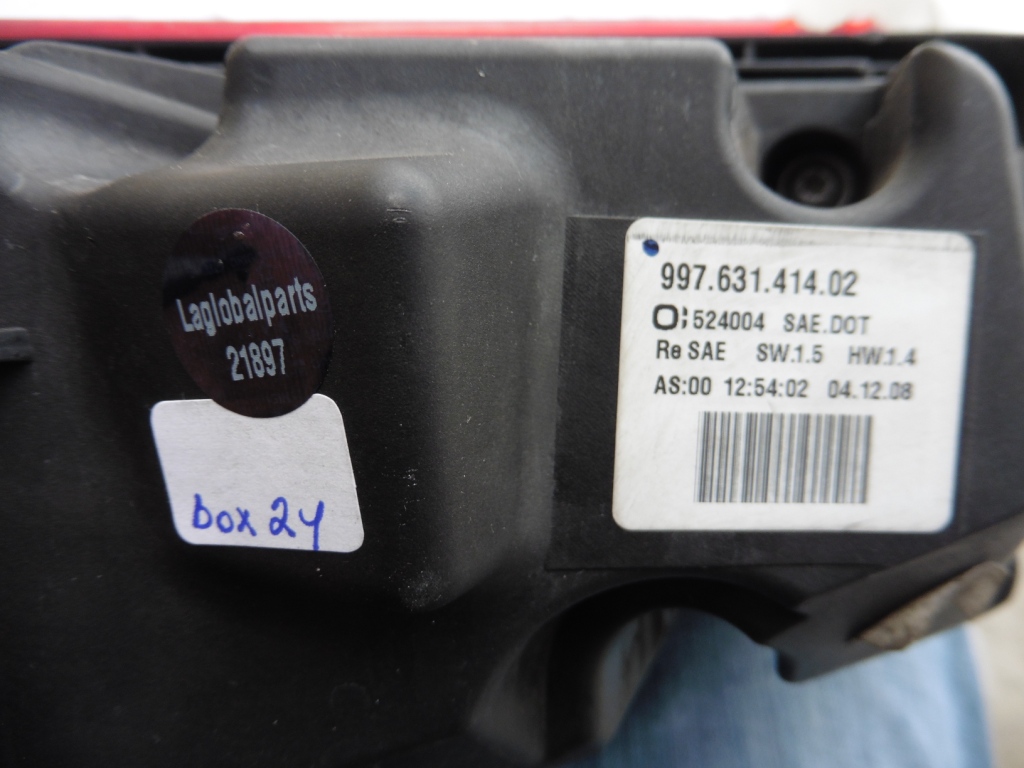 Laglobalparts
21897
box 24
997.631.414.02
524004 SAE.DOT
Re SAE SW.1.5 HW.1.4
AS:00 12:54:02 04.12.08